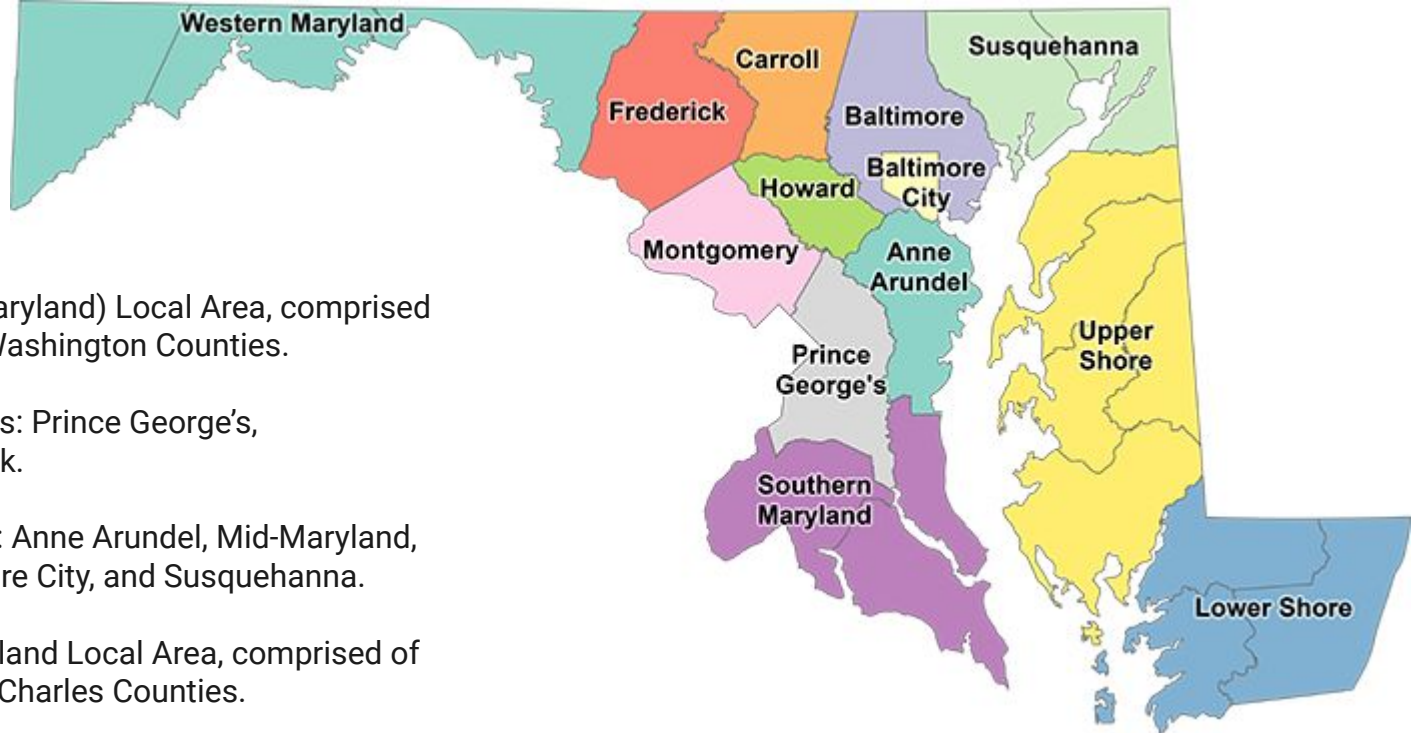 Western Maryland
Frederick
Carroll
Baltimore
Susquehanna
Baltimore
City
Howard
Montgomery
Anne
Arundel
Prince
George's
Upper
Shore
Southern
Maryland
Lower Shore
aryland) Local Area, comprised
Washington Counties.
s: Prince George’s,
k.
: Anne Arundel, Mid-Maryland,
re City, and Susquehanna.
land Local Area, comprised of
Charles Counties.